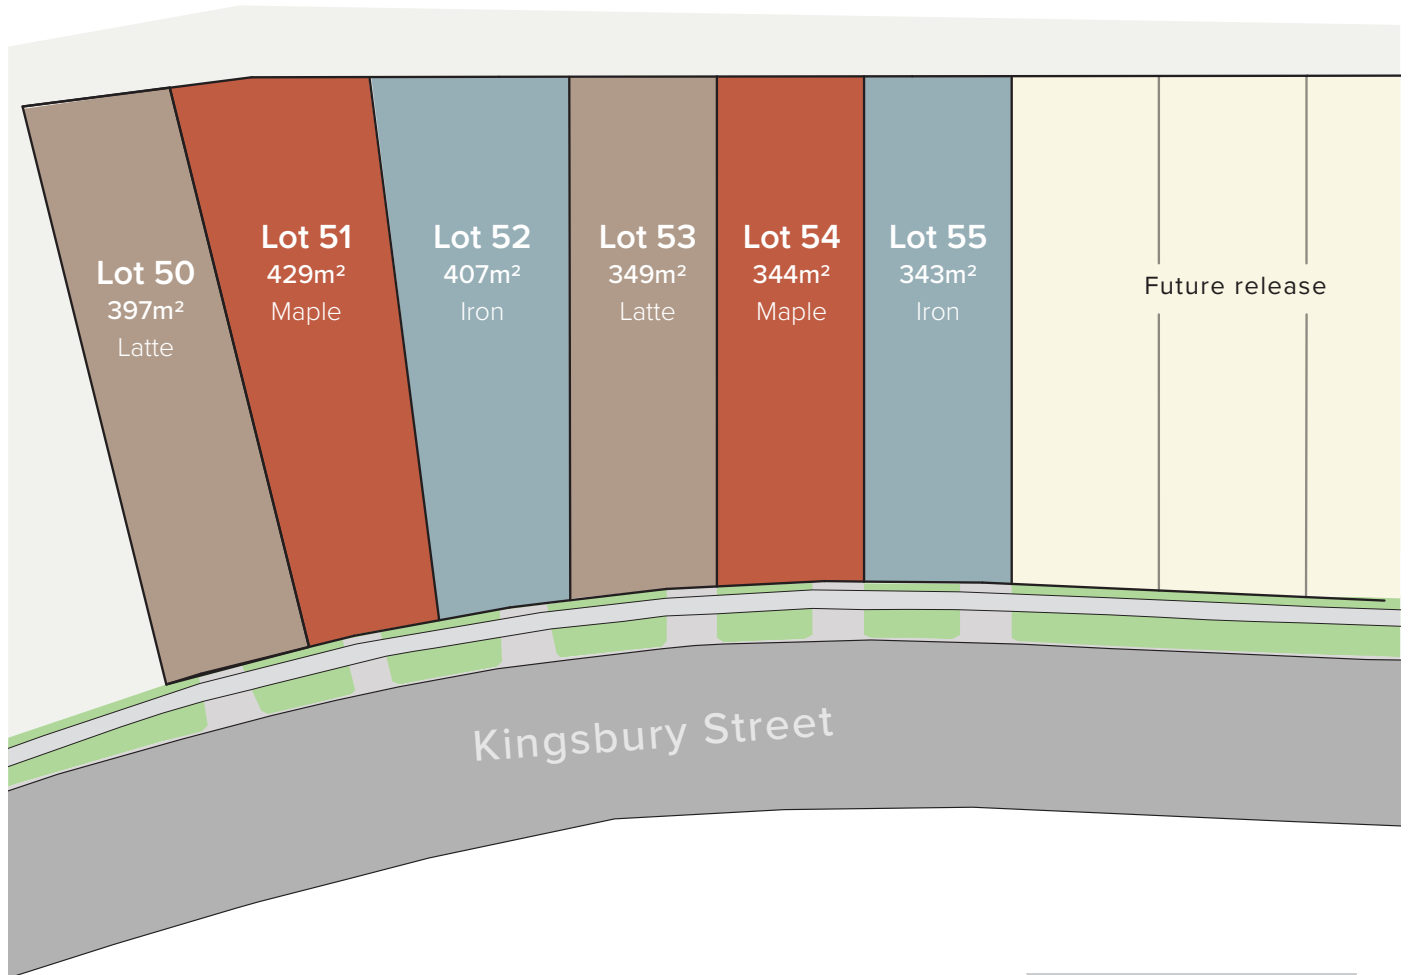 Lot 50
397m²
Latte
Lot 51
429m²
Maple
Lot 52
407m²
Iron
Lot 53
349m²
Latte
Lot 54
344m²
Maple
Lot 55
343m²
Iron
Future release
Kingsbury Street